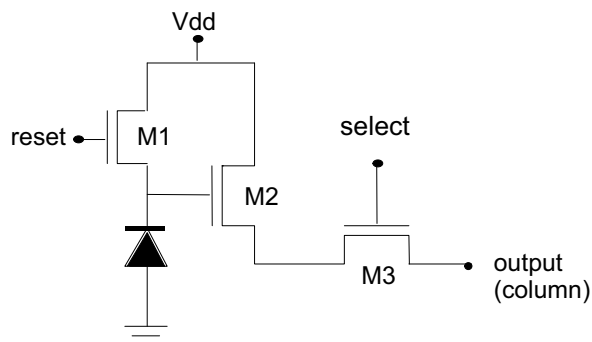 Vdd
reset
M1
select
M2
M3
output
(column)